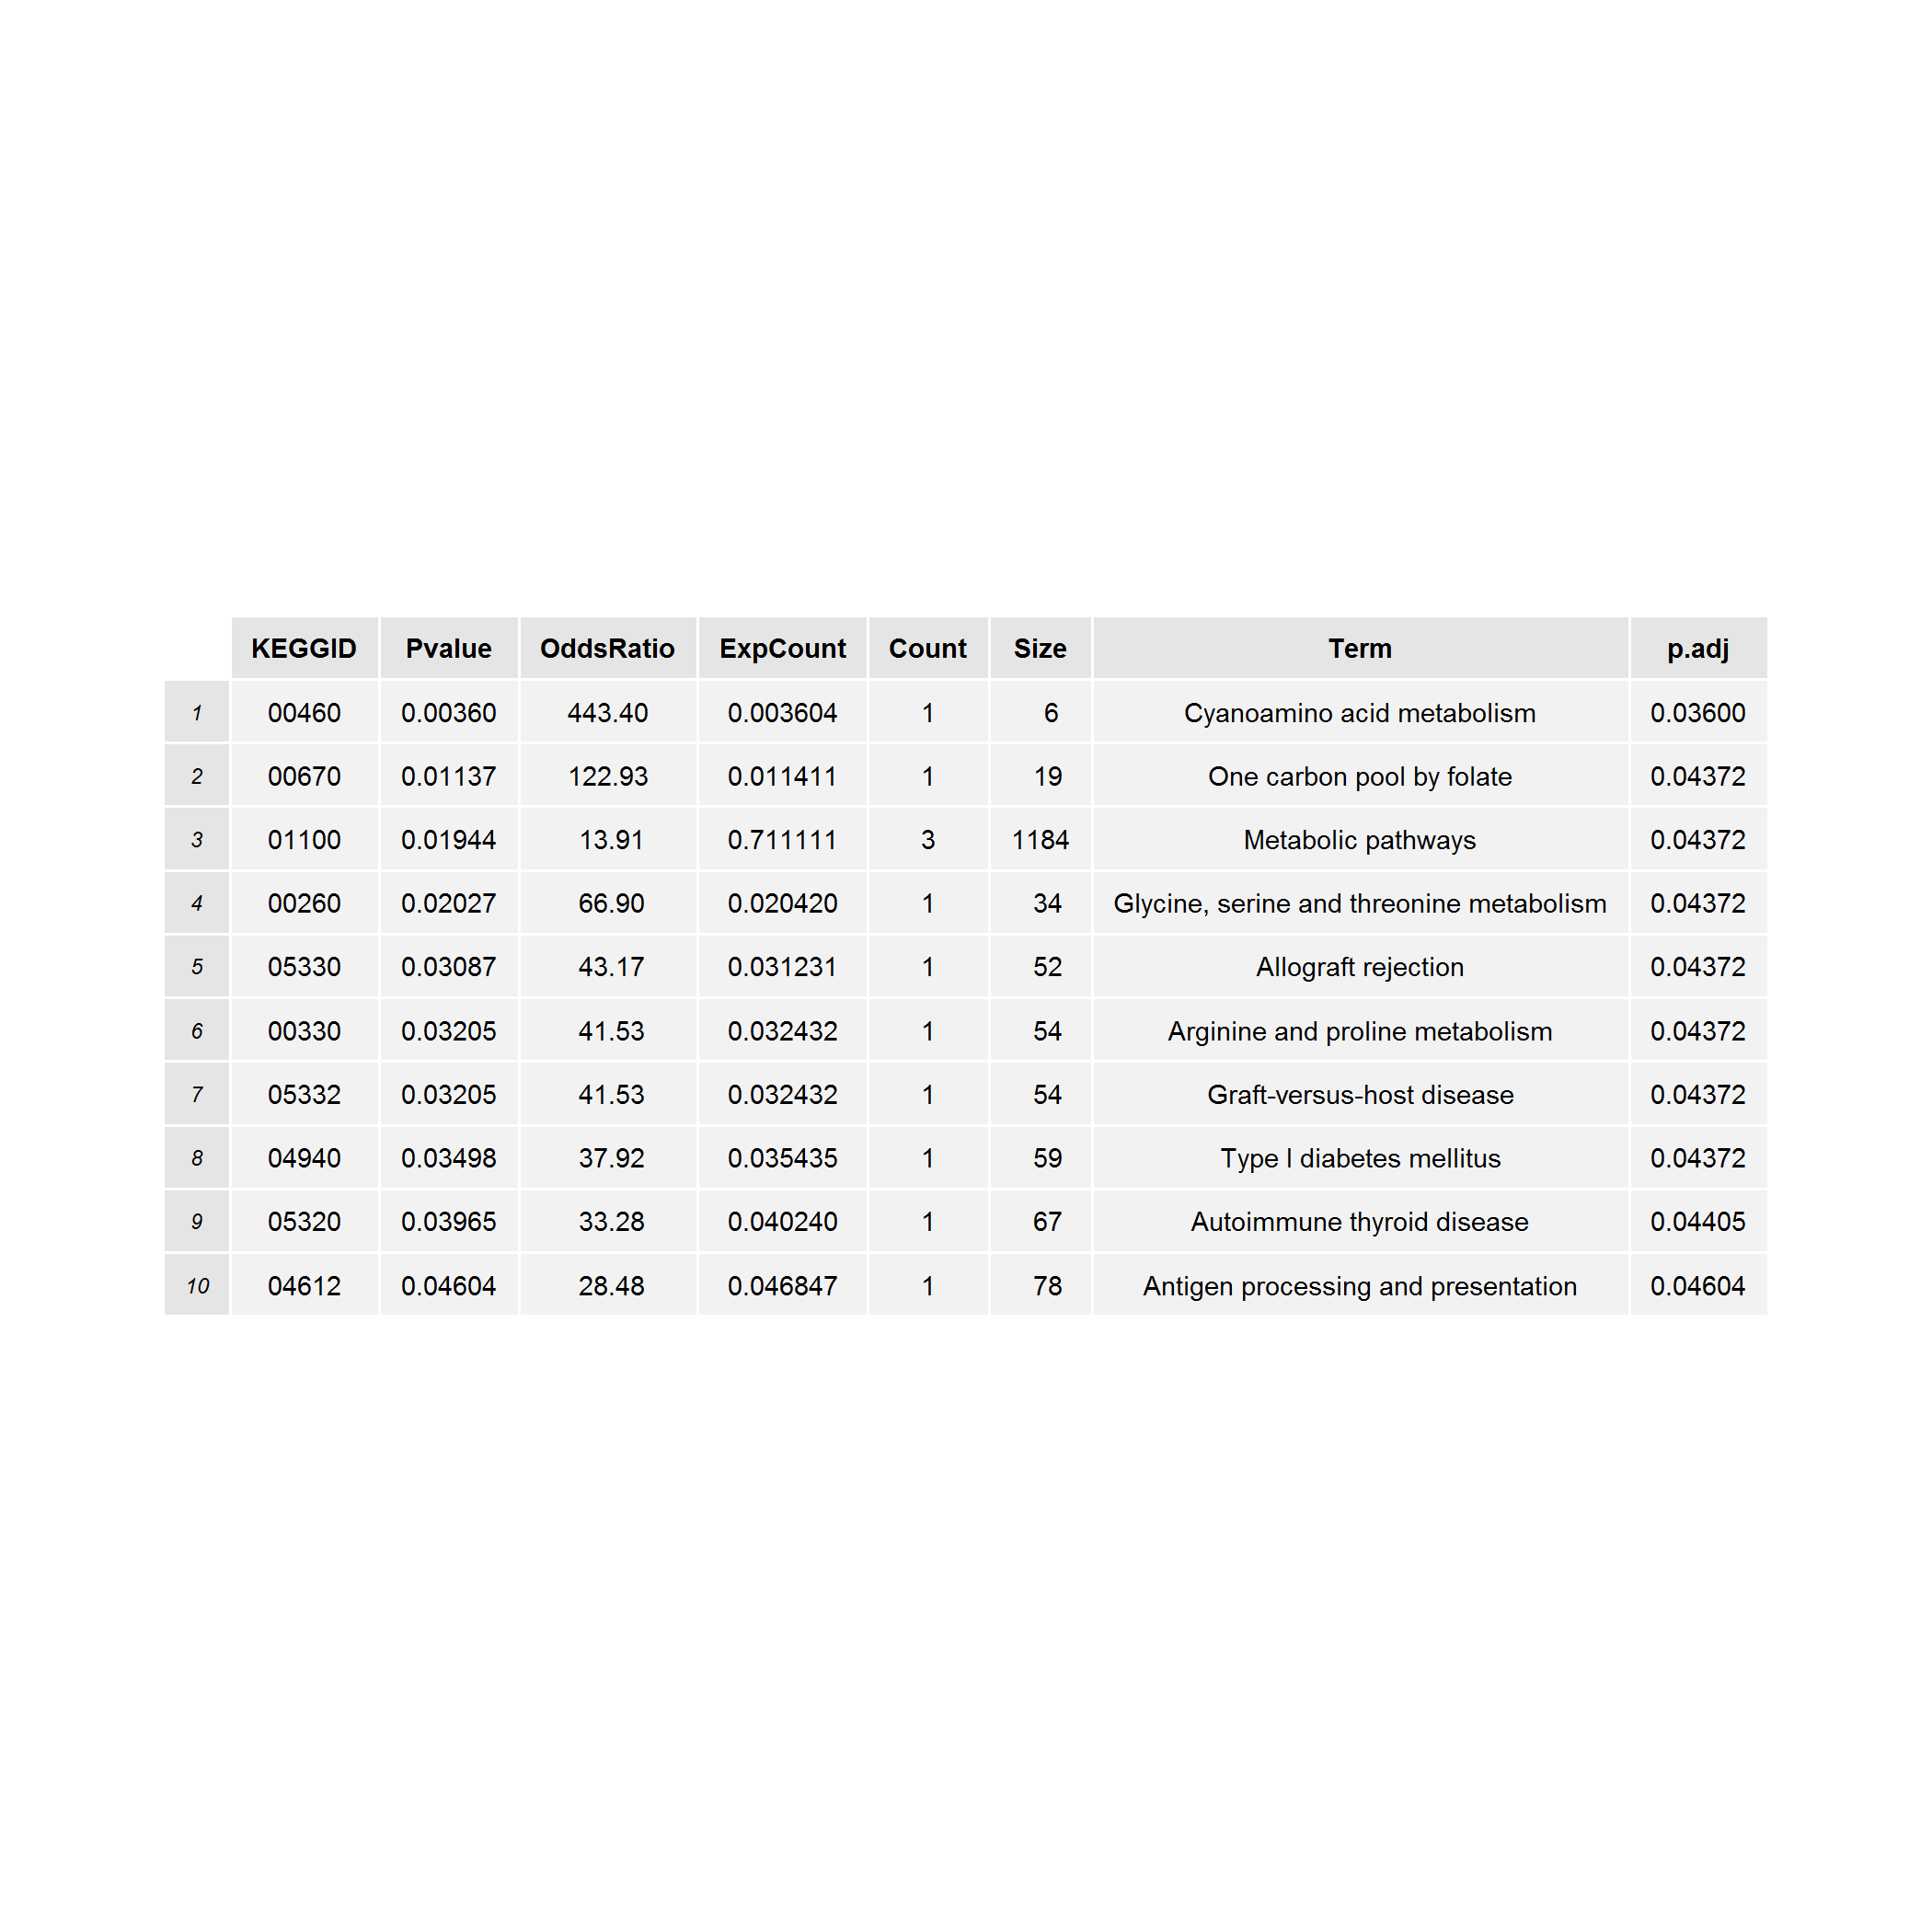 KEGGID Pvalue OddsRatio ExpCount Count Size Term p.adj
1 00460 0.00360 443.40 0.003604 1 6 Cyanoamino acid metabolism 0.03600
2 00670 0.01137 122.93 0.011411 1 19 One carbon pool by folate 0.04372
3 01100 0.01944 13.91 0.711111 3 1184 Metabolic pathways 0.04372
4 00260 0.02027 66.90 0.020420 1 34 Glycine, serine and threonine metabolism 0.04372
5 05330 0.03087 43.17 0.031231 1 52 Allograft rejection 0.04372
6 00330 0.03205 41.53 0.032432 1 54 Arginine and proline metabolism 0.04372
7 05332 0.03205 41.53 0.032432 1 54 Graft-versus-host disease 0.04372
8 04940 0.03498 37.92 0.035435 1 59 Type I diabetes mellitus 0.04372
9 05320 0.03965 33.28 0.040240 1 67 Autoimmune thyroid disease 0.04405
10 04612 0.04604 28.48 0.046847 1 78 Antigen processing and presentation 0.04604